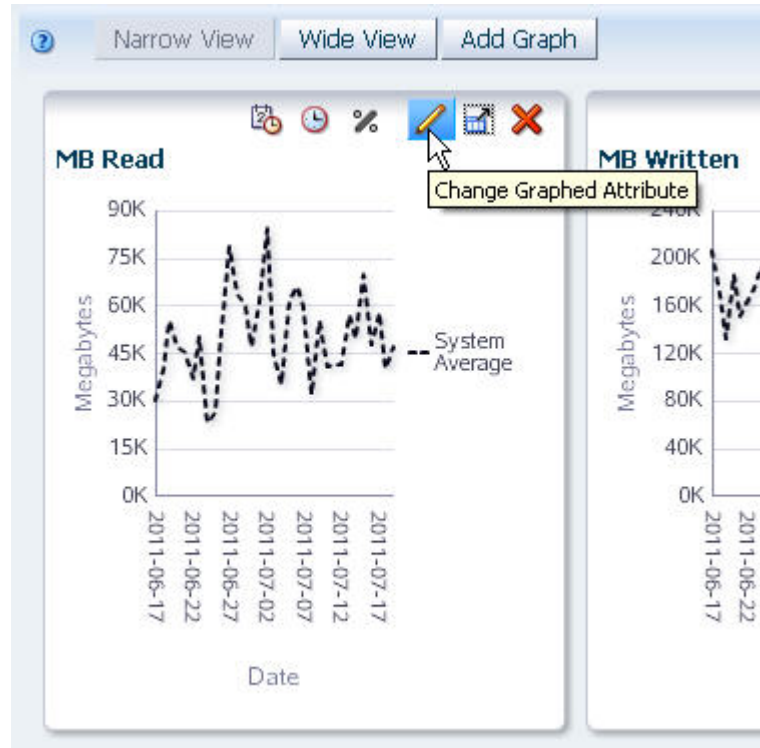 Narrow View
Wide View
Add Graph
MB Read
Change Graphed Attribute
90K
75K
60K
45K
30K
15K
0K
Megabytes
System
Average
2011-06-17
2011-06-22
2011-06-27
2011-07-02
2011-07-07
2011-07-12
2011-07-17
Date
MB Written
240K
200K
160K
120K
80K
40K
0K
Megabytes
2011-06-17
2011-06-22